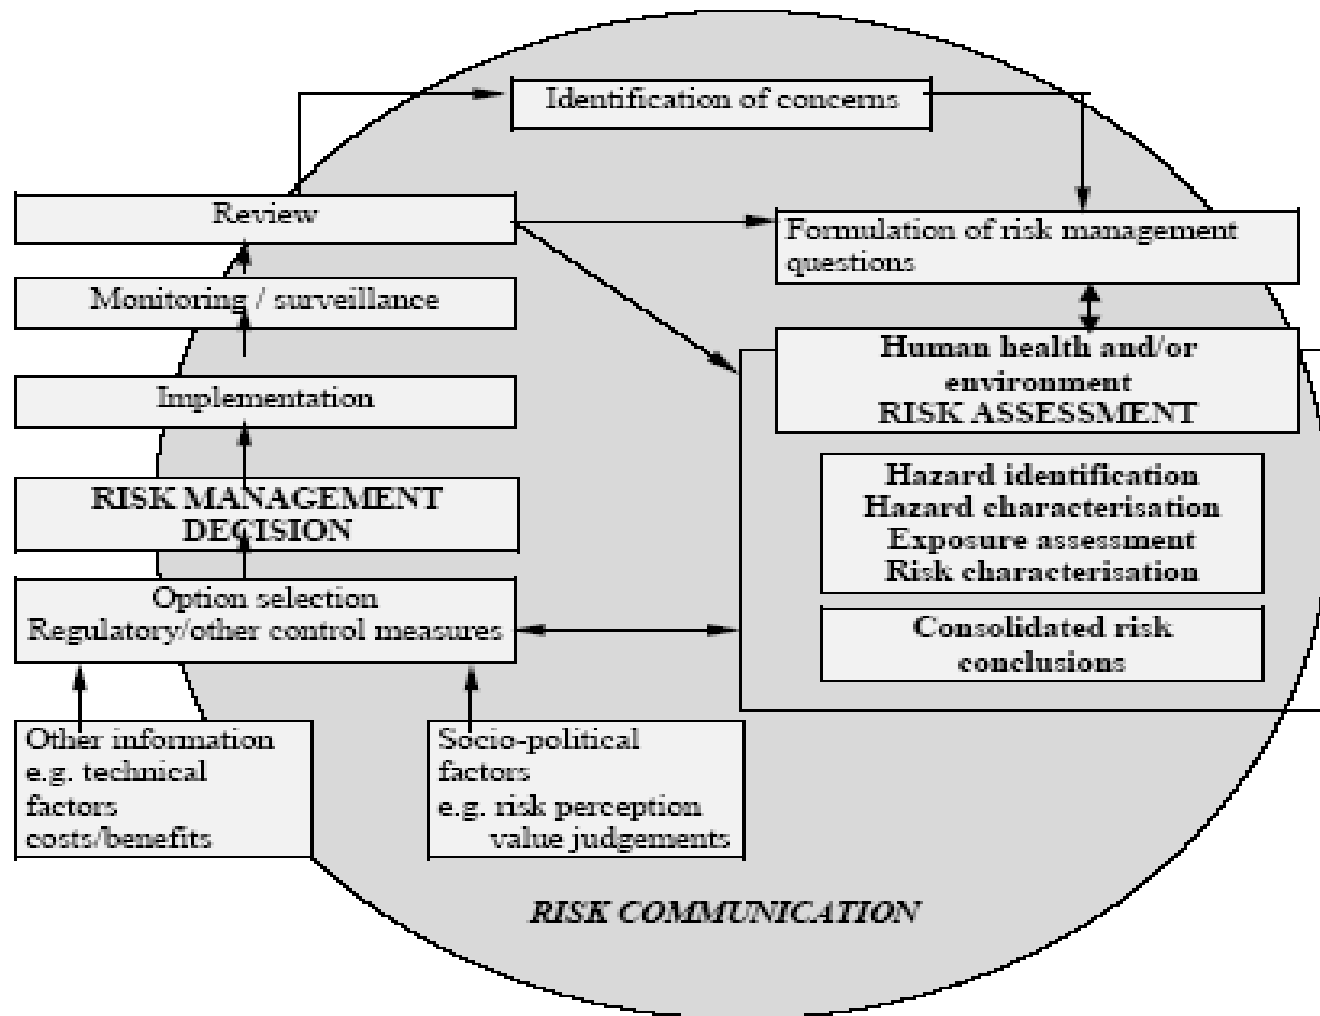 Identification of concerns
Review
Formulation of risk management
questions
Monitoring / surveillance
Human health and/or
environment
RISK ASSESSMENT
Implementation
Hazard identification
Hazard characterisation
Exposure assessment
Risk characterisation
RISK MANAGEMENT
DECISION
Option selection
Regulatory/other control measures
Consolidated risk
conclusions
Other information
e.g. technical
factors
costs/benefits
Socio-political
factors
e.g. risk perception
value judgements
RISK COMMUNICATION